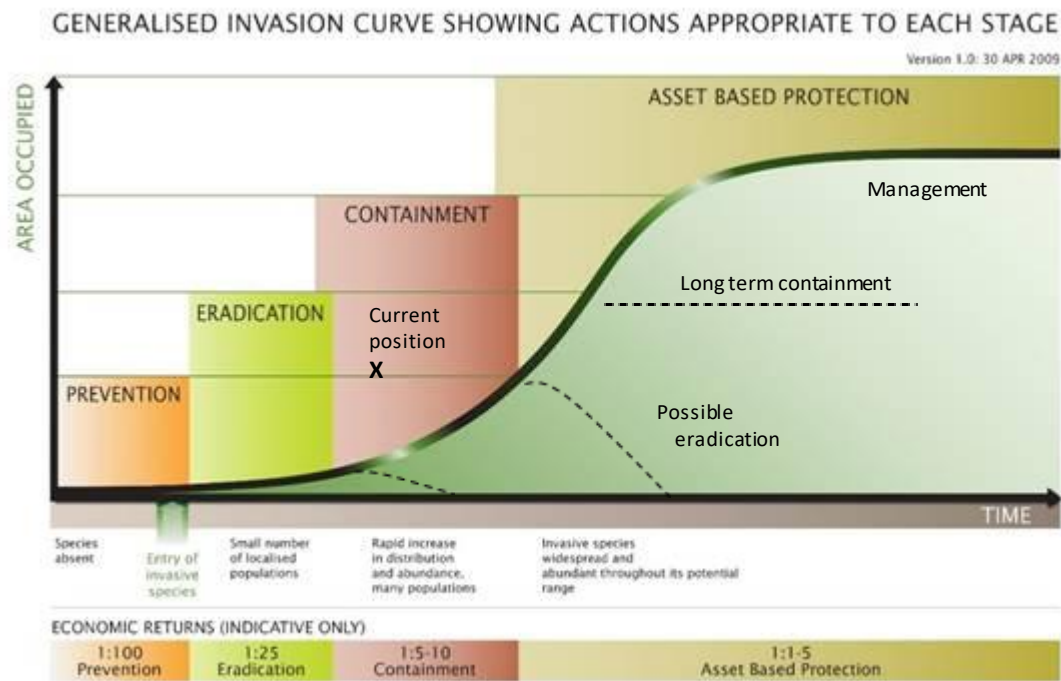 GENERALISED INVASION CURVE SHOWING ACTIONS APPROPRIATE TO EACH STAGE
Version 1.0: 30 APR 2009
AREA OCCUPIED
ASSET BASED PROTECTION
Management
CONTAINMENT
Long term containment
ERADICATION
Current
position
X
PREVENTION
Possible
eradication
TIME
Species
absent
Entry of
invasive
species
Small number
of localised
populations
Rapid increase
in distribution
and abundance,
many populations
Invasive species
widespread and
abundant throughout its potential
range
ECONOMIC RETURNS (INDICATIVE ONLY)
1:100
Prevention
1:25
Eradication
1:5-10
Containment
1:1-5
Asset Based Protection